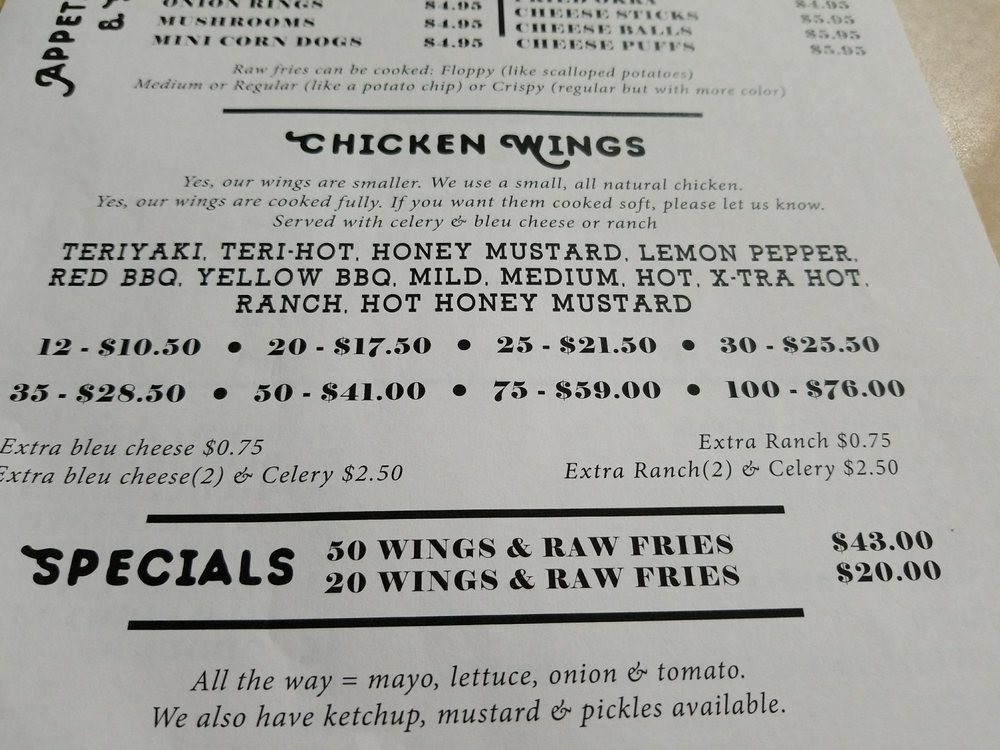 APPET
&
ONION RINGS $4.95
MUSHROOMS $4.95
MINI CORN DOGS $4.95
FRIED OKRA $4.95
CHEESE STICKS $5.95
CHEESE BALLS $5.95
CHEESE PUFFS $5.95
Raw fries can be cooked: Floppy (like scalloped potatoes)
Medium or Regular (like a potato chip) or Crispy (regular but with more color)
CHICKEN WINGS
Yes, our wings are smaller. We use a small, all natural chicken.
Yes, our wings are cooked fully. If you want them cooked soft, please let us know.
Served with celery & bleu cheese or ranch
TERIYAKI, TERI-HOT, HONEY MUSTARD, LEMON PEPPER,
RED BBQ, YELLOW BBQ, MILD, MEDIUM, HOT, X-TRA HOT,
RANCH, HOT HONEY MUSTARD
12 - $10.50 • 20 - $17.50 • 25 - $21.50 • 30 - $25.50
35 - $28.50 • 50 - $41.00 • 75 - $59.00 • 100 - $76.00
Extra bleu cheese $0.75
Extra bleu cheese(2) & Celery $2.50
Extra Ranch $0.75
Extra Ranch(2) & Celery $2.50
SPECIALS
50 WINGS & RAW FRIES $43.00
20 WINGS & RAW FRIES $20.00
All the way = mayo, lettuce, onion & tomato.
We also have ketchup, mustard & pickles available.